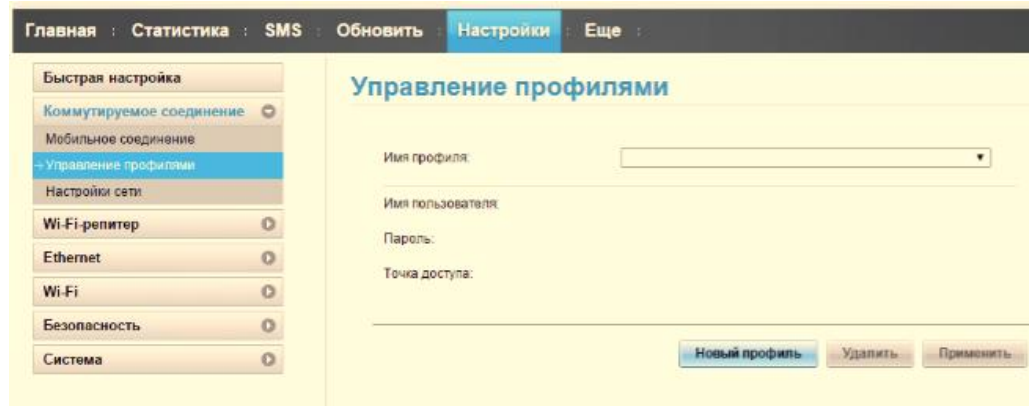 Главная : Статистика : SMS : Обновить : Настройки : Еще :
Быстрая настройка
Коммутируемое соединение
Мобильное соединение
→ Управление профилями
Настройки сети
Wi-Fi-репитер
Ethernet
Wi-Fi
Безопасность
Система
Управление профилями
Имя профиля:
Имя пользователя:
Пароль:
Точка доступа:
Новый профиль Удалить Применить